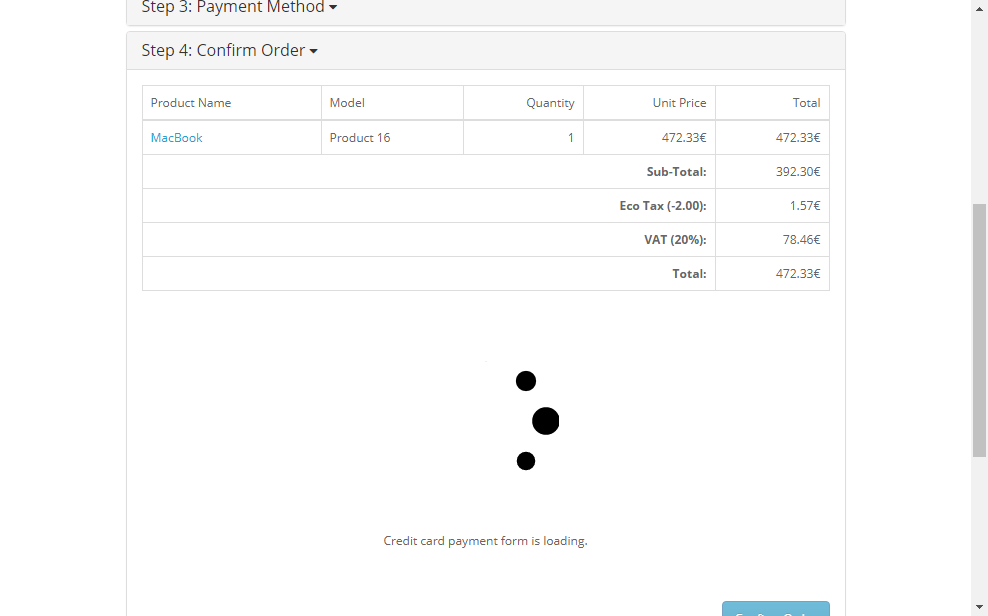 Step 3: Payment Method
Step 4: Confirm Order
Product Name Model Quantity Unit Price Total
MacBook Product 16 1 472.33€ 472.33€
Sub-Total: 392.30€
Eco Tax (-2.00): 1.57€
VAT (20%): 78.46€
Total: 472.33€
Credit card payment form is loading.